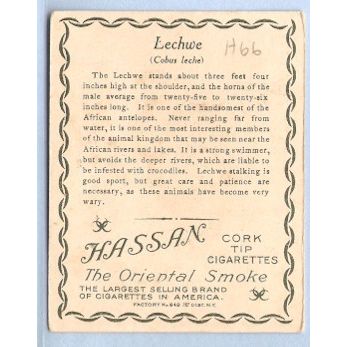 Lechwe
H66
(Cobus leche)
The Lechwe stands about three feet four
inches high at the shoulder, and the horns of the
male average from twenty-five to twenty-six
inches long. It is one of the handsomest of the
African antelopes. Never ranging far from
water, it is one of the most interesting members
of the animal kingdom that may be seen near the
African rivers and lakes. It is a strong swimmer,
but avoids the deeper rivers, which are liable to
be infested with crocodiles. Lechwe stalking is
good sport, but great care and patience are
necessary, as these animals have become very
wary.
HASSAN
CORK
TIP
CIGARETTES
The Oriental Smoke
THE LARGEST SELLING BRAND
OF CIGARETTES IN AMERICA.
FACTORY No. 649 1ST DIST. N.Y.